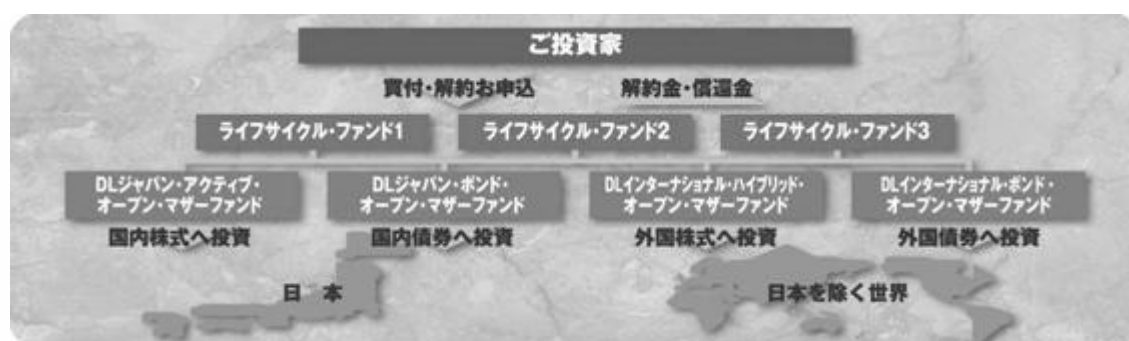 ご投資家
買付・解約お申込
解約金・償還金
ライフサイクル・ファンド1
ライフサイクル・ファンド2
ライフサイクル・ファンド3
DLジャパン・アクティブ・
オープン・マザーファンド
DLジャパン・ボンド・
オープン・マザーファンド
DLインターナショナル・ハイブリッド・
オープン・マザーファンド
DLインターナショナル・ボンド・
オープン・マザーファンド
国内株式へ投資
国内債券へ投資
外国株式へ投資
外国債券へ投資
日 本
日本を除く世界